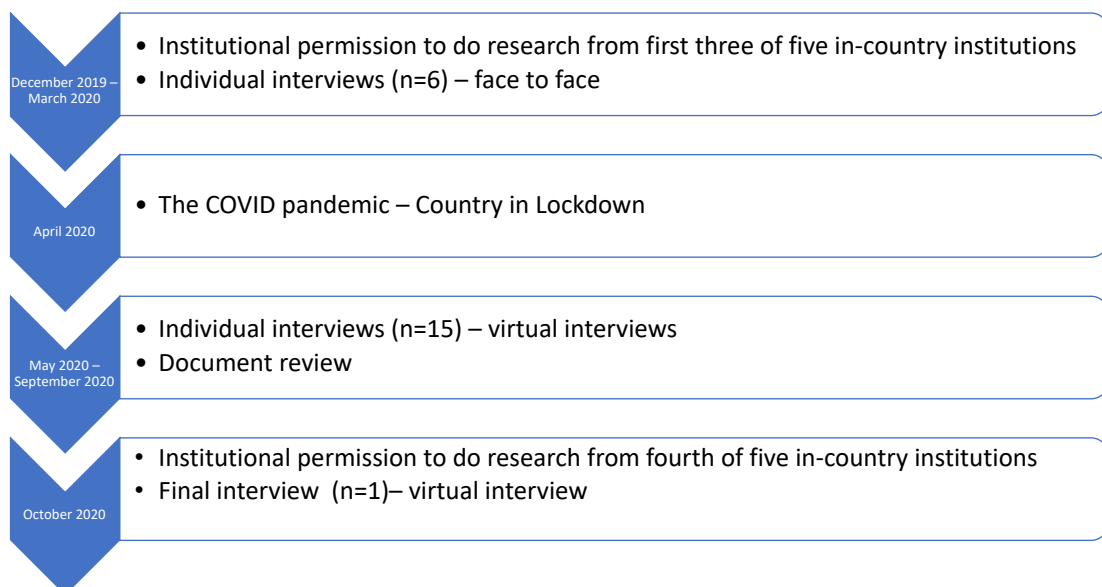 December 2019 –
March 2020
• Institutional permission to do research from first three of five in-country institutions
• Individual interviews (n=6) – face to face
April 2020
• The COVID pandemic – Country in Lockdown
May 2020 –
September 2020
• Individual interviews (n=15) – virtual interviews
• Document review
October 2020
• Institutional permission to do research from fourth of five in-country institutions
• Final interview (n=1)– virtual interview